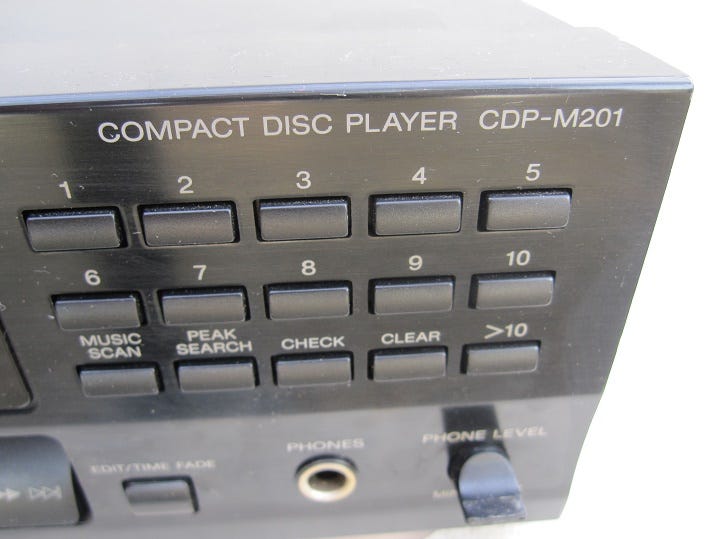 COMPACT DISC PLAYER CDP-M201
1 2 3 4 5
6 7 8 9 10
MUSIC SCAN PEAK SEARCH CHECK CLEAR >10
EDIT/TIME FADE PHONES PHONE LEVEL